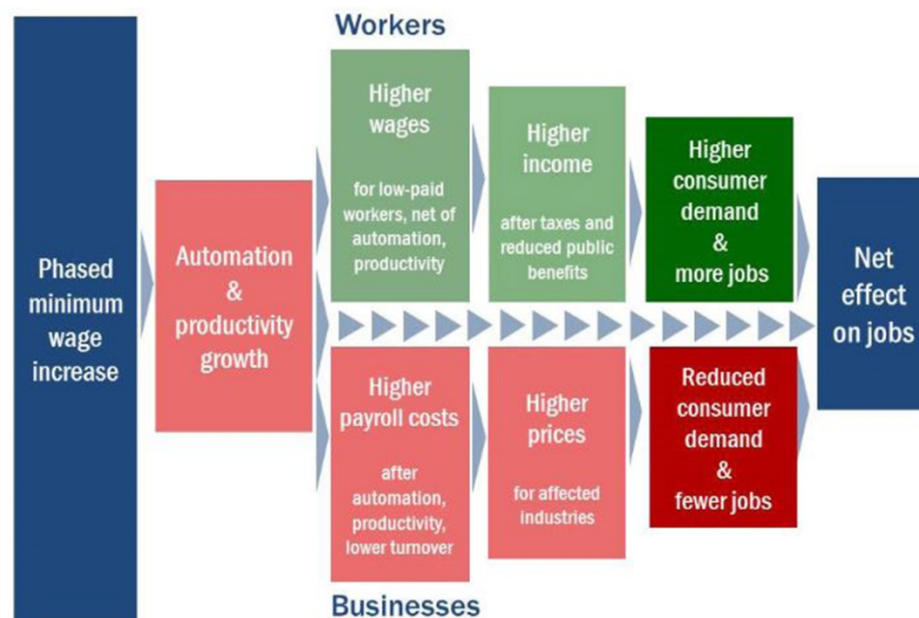 Workers
Phased
minimum
wage
increase
Automation
&
productivity
growth
Higher
wages
for low-paid
workers, net of
automation,
productivity
Higher
income
after taxes and
reduced public
benefits
Higher
consumer
demand
&
more jobs
Higher
payroll costs
after
automation,
productivity,
lower turnover
Higher
prices
for affected
industries
Reduced
consumer
demand
&
fewer jobs
Net
effect
on jobs
Businesses